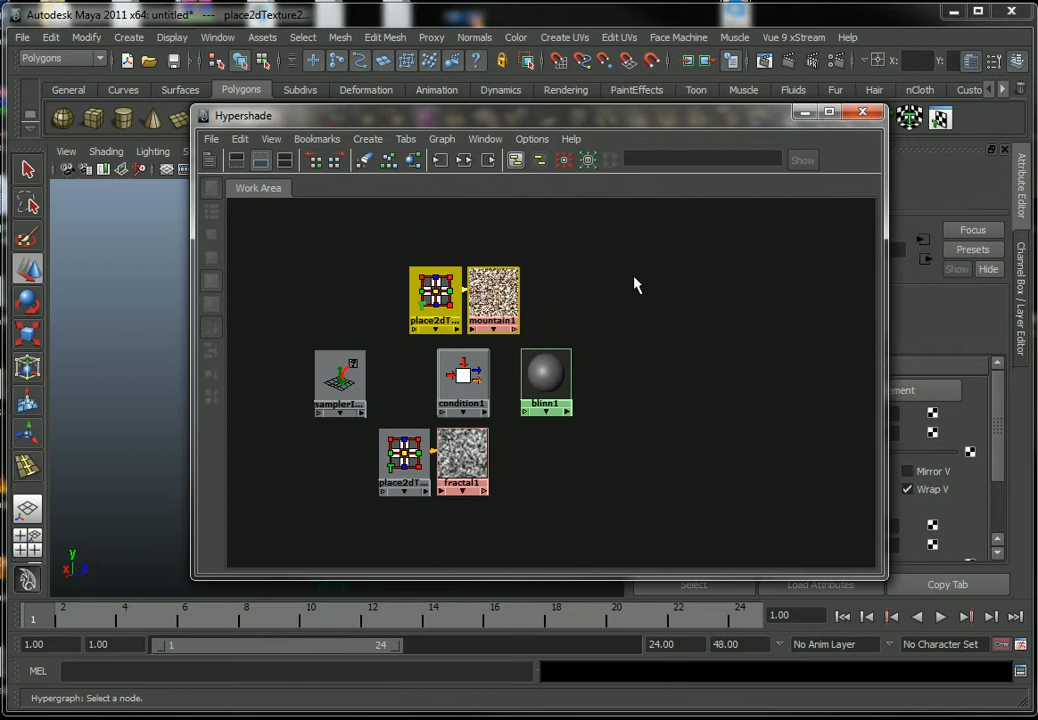 Autodesk Maya 2011 x64: untitled* --- place2dTexture2...
File Edit Modify Create Display Window Assets Select Mesh Edit Mesh Proxy Normals Color Create UVs Edit UVs Face Machine Muscle Vue 9 xStream Help
Polygons
X: Y:
General Curves Surfaces Polygons Subdivs Deformation Animation Dynamics Rendering PaintEffects Toon Muscle Fluids Fur Hair nCloth Custo
Hypershade
View Shading Lighting
File Edit View Bookmarks Create Tabs Graph Window Options Help
Show
Work Area
Focus
Presets
Show Hide
Attribute Editor
Channel Box / Layer Editor
place2dT... mountain1
samplerI... condition1 blinn1
place2dT... fractal1
ement
Mirror V
Wrap V
y
x z
Select Load Attributes Copy Tab
1 2 4 6 8 10 12 14 16 18 20 22 24 1.00
1.00 1.00 1 24 24.00 48.00 No Anim Layer No Character Set
MEL
Hypergraph: Select a node.